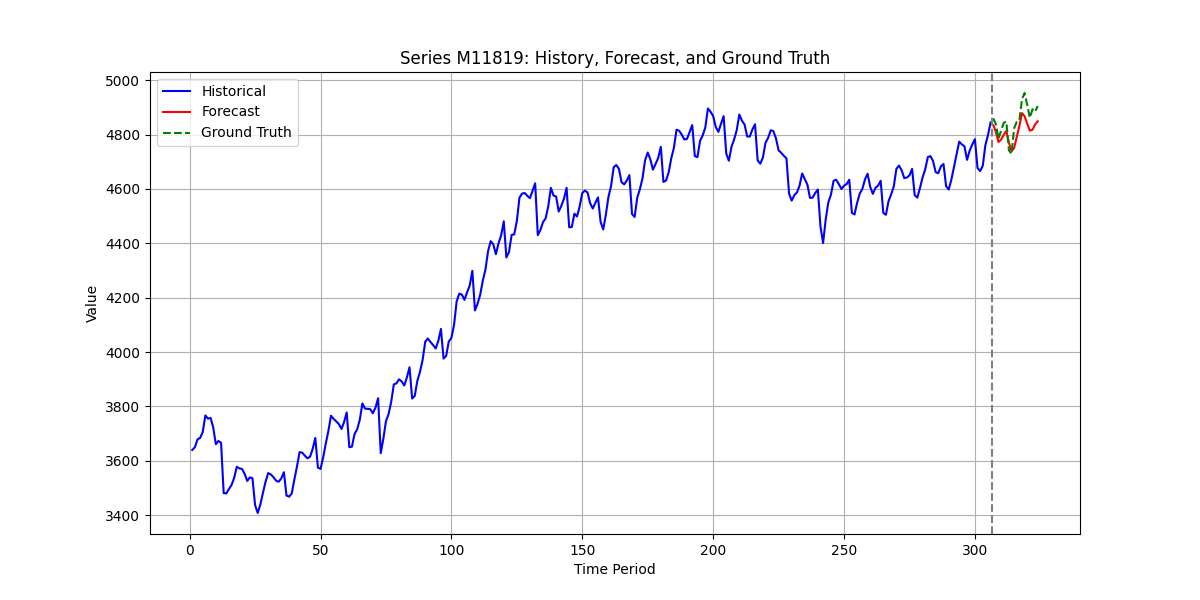 Series M11819: History, Forecast, and Ground Truth
Historical
Forecast
Ground Truth
5000
4800
4600
4400
4200
4000
3800
3600
3400
Value
0 50 100 150 200 250 300
Time Period